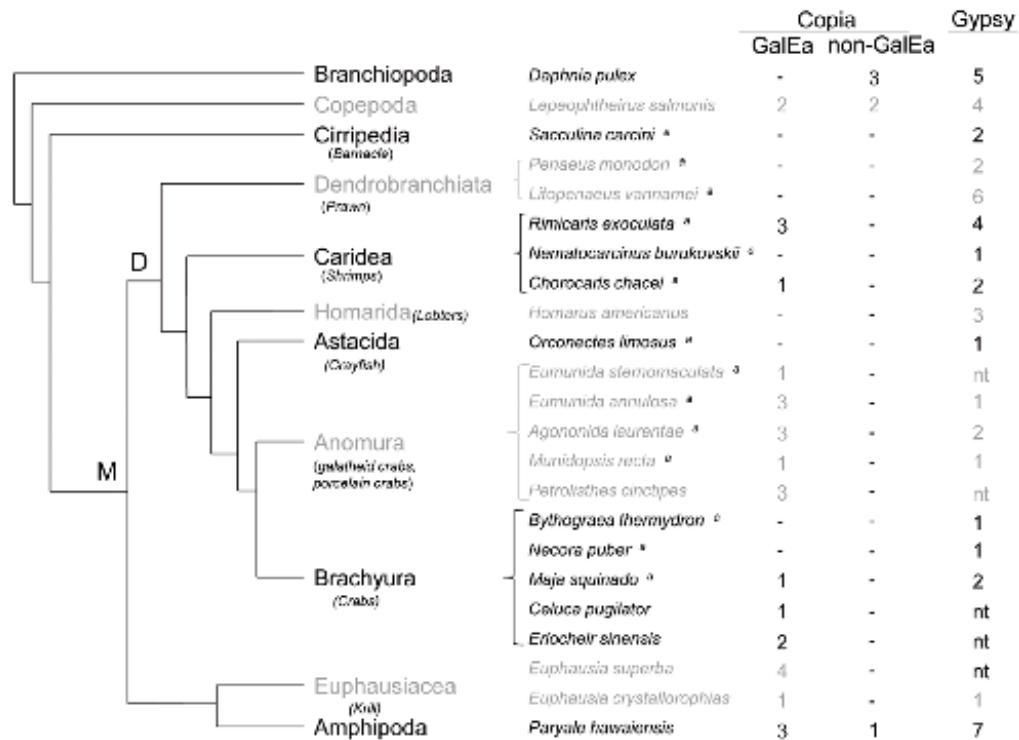 Copia Gypsy
GalEa non-GalEa
Branchiopoda Daphnia pulex - 3 5
Copepoda Lepeophtheirus salmonis 2 2 4
Cirripedia Sacculina carcini a - - 2
(Barnacle)
Penaeus monodon - - 2
Dendrobranchiata
(Prawn)
Litopenaeus vannamei a - - 6
Rimicaris exoculata a 3 - 4
Caridea Nematocarcinus burukovskii - - 1
(Shrimps)
Chorocaris chacei a 1 - 2
Homarida (Lobters) Homarus americanus - - 3
Astacida Orconectes limosus - - 1
(Crayfish)
Eumunida sternomaculata 1 - nt
Eumunida annulosa a 3 - 1
Anomura Agononida laurentae 3 - 2
(galatheid crabs,
porcelain crabs)
Munidopsis recta 1 - 1
Petrolisthes cinctipes 3 - nt
Bythograea thermydron - - 1
Necora puber a - - 1
Brachyura Maja squinado 1 - 2
(Crabs)
Celuca pugilator 1 - nt
Eriocheir sinensis 2 - nt
Euphausia superba 4 - nt
Euphausiacea Euphausia crystallorophias 1 - 1
(Krill)
Amphipoda Paryale hawaiensis 3 1 7
D
M